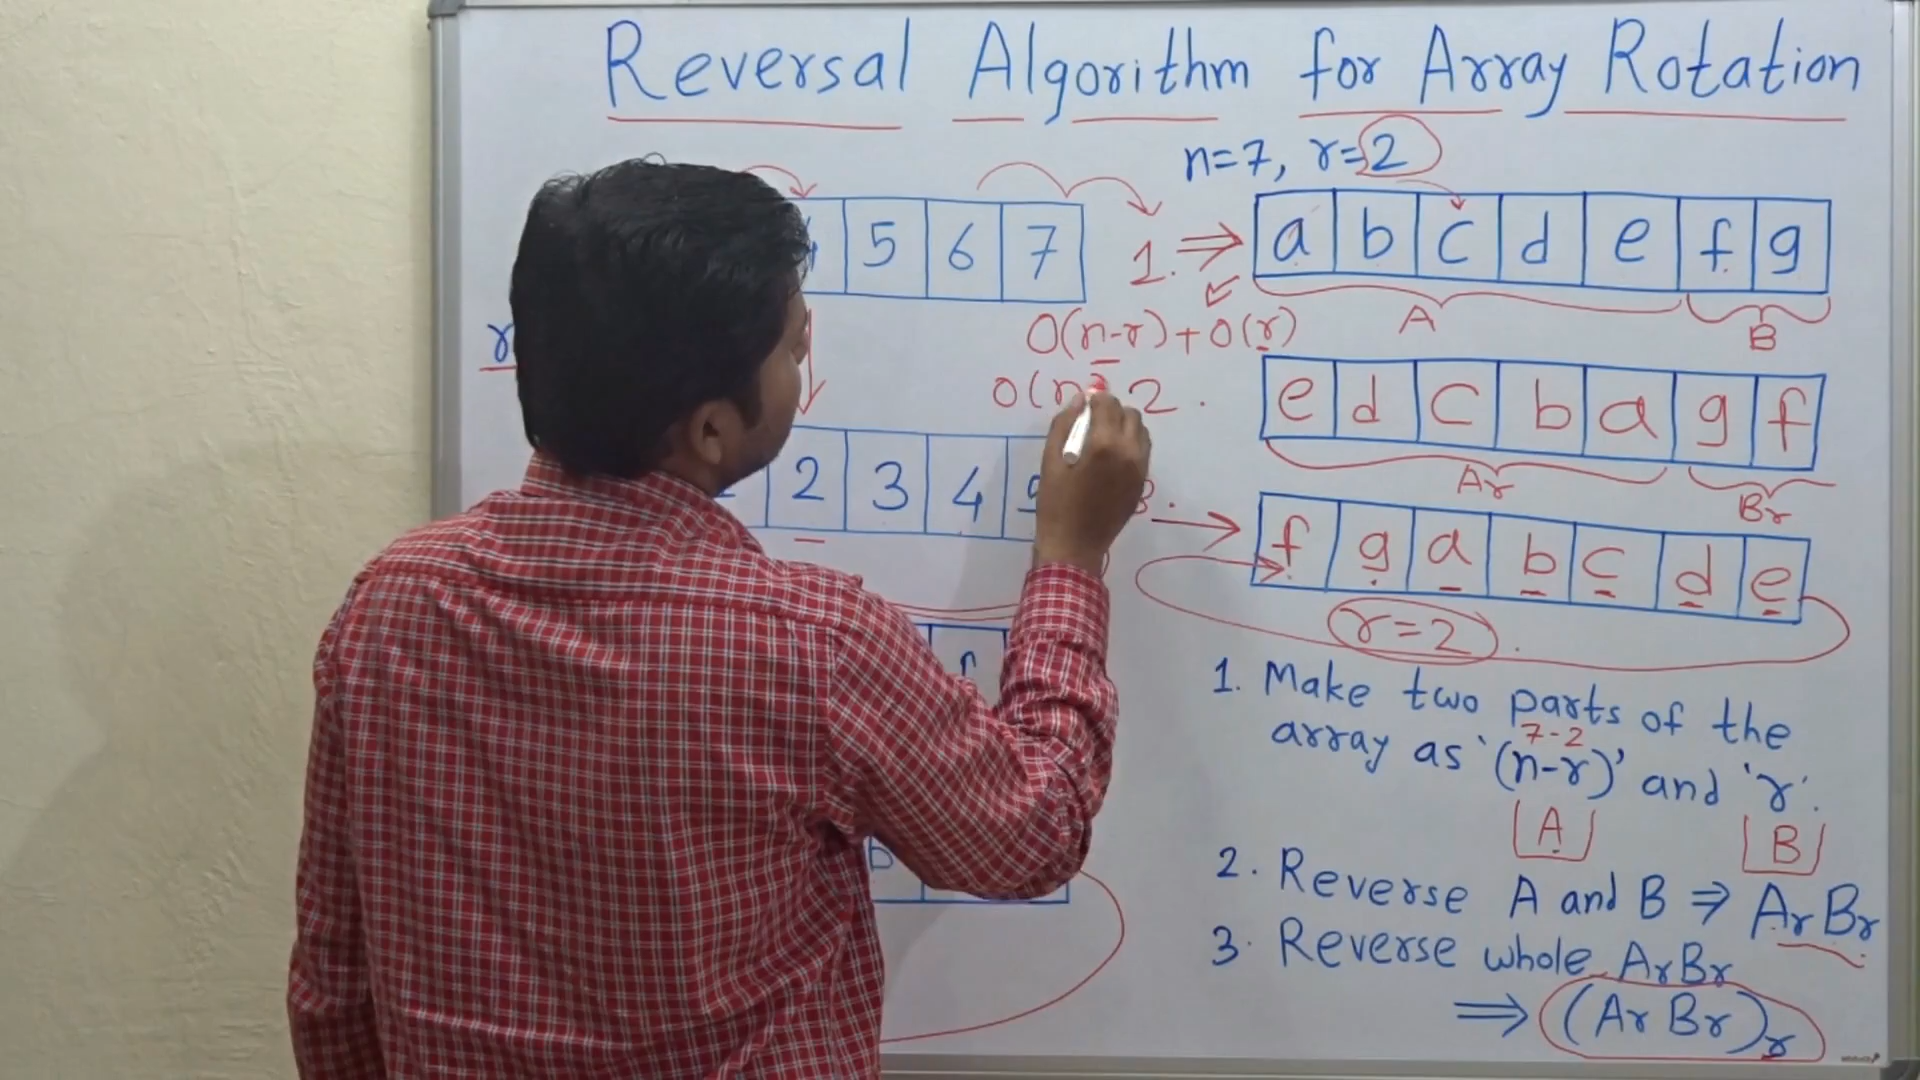 Reversal Algorithm for Array Rotation
n=7, r=2
5 6 7
1. ⇒ a b c d e f g
A B
r
O(n-r)+O(r)
2. e d c b a g f
Ar Br
2 3 4
3. → f g a b c d e
r=2
1. Make two parts of the
7-2
array as '(n-r)' and 'r'.
A B
b
2. Reverse A and B ⇒ ArBr
3. Reverse whole ArBr
⇒ (ArBr)r